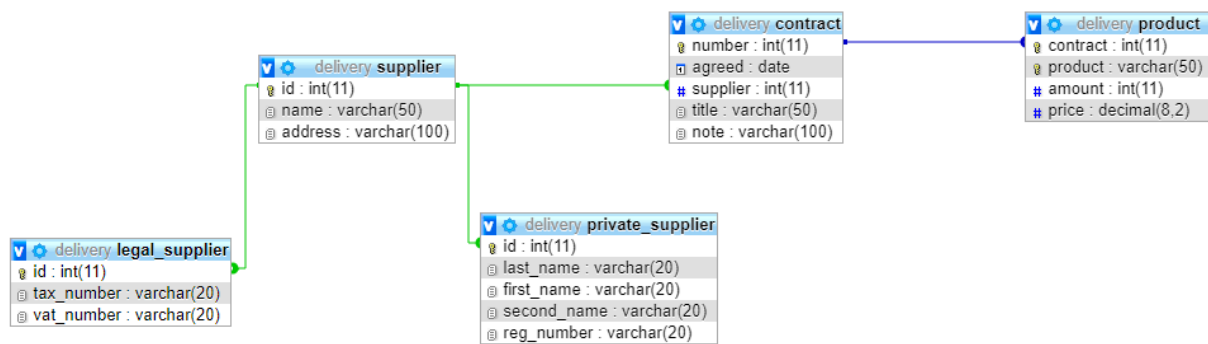 delivery supplier
id : int(11)
name : varchar(50)
address : varchar(100)
delivery contract
number : int(11)
agreed : date
supplier : int(11)
title : varchar(50)
note : varchar(100)
delivery product
contract : int(11)
product : varchar(50)
amount : int(11)
price : decimal(8,2)
delivery legal_supplier
id : int(11)
tax_number : varchar(20)
vat_number : varchar(20)
delivery private_supplier
id : int(11)
last_name : varchar(20)
first_name : varchar(20)
second_name : varchar(20)
reg_number : varchar(20)